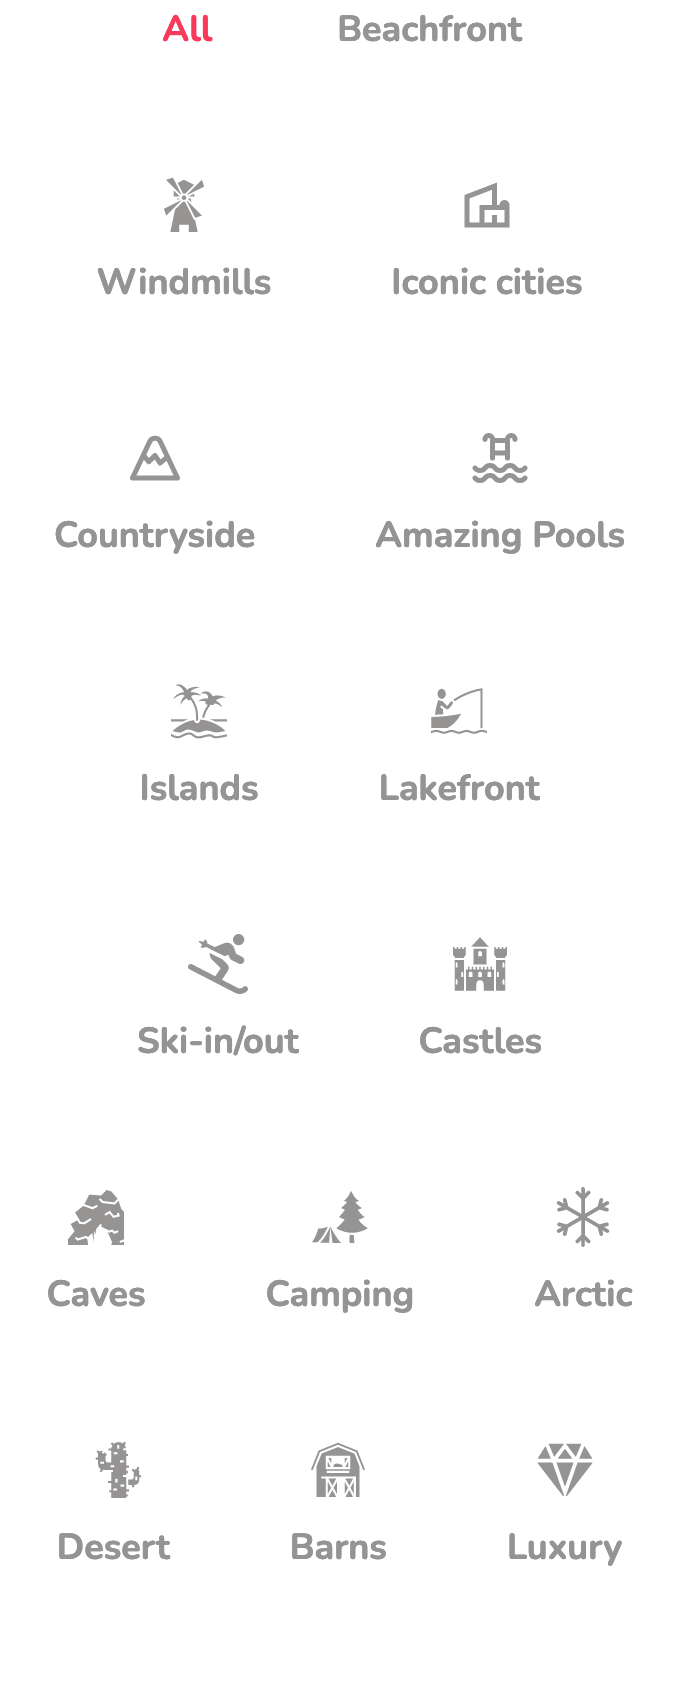 All Beachfront
Windmills Iconic cities
Countryside Amazing Pools
Islands Lakefront
Ski-in/out Castles
Caves Camping Arctic
Desert Barns Luxury